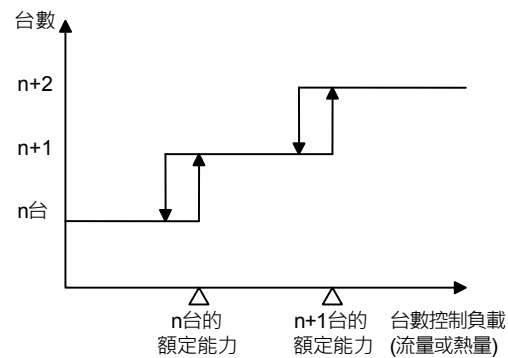 台數
n+2
n+1
n台
n台的
額定能力
n+1台的
額定能力
台數控制負載
(流量或熱量)